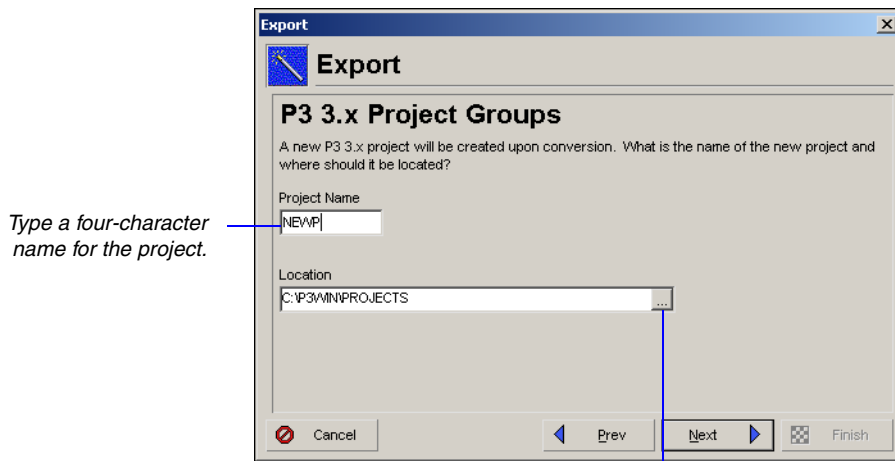 Export
Export
P3 3.x Project Groups
A new P3 3.x project will be created upon conversion. What is the name of the new project and
where should it be located?
Project Name
NEWP
Type a four-character
name for the project.
Location
C:\P3WIN\PROJECTS
...
Cancel
Prev
Next
Finish